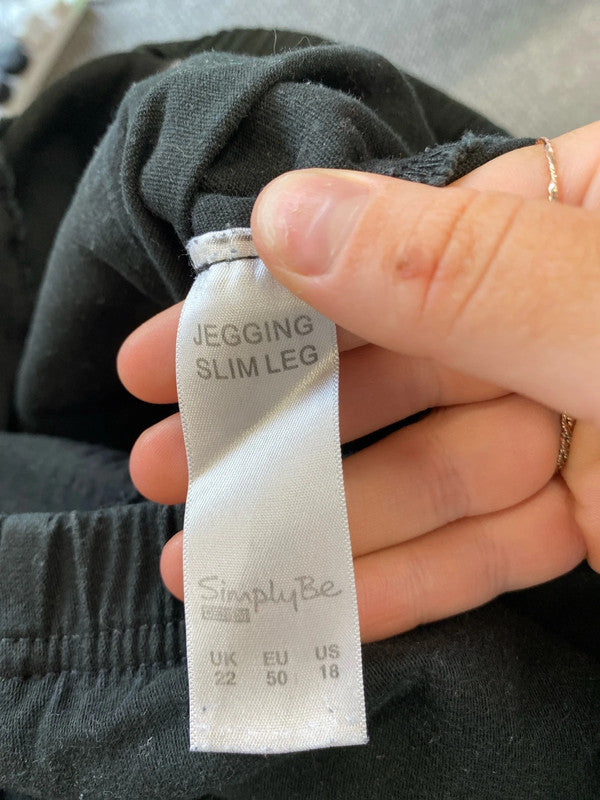 JEGGING
SLIM LEG
SimplyBe
UK EU US
22 50 18